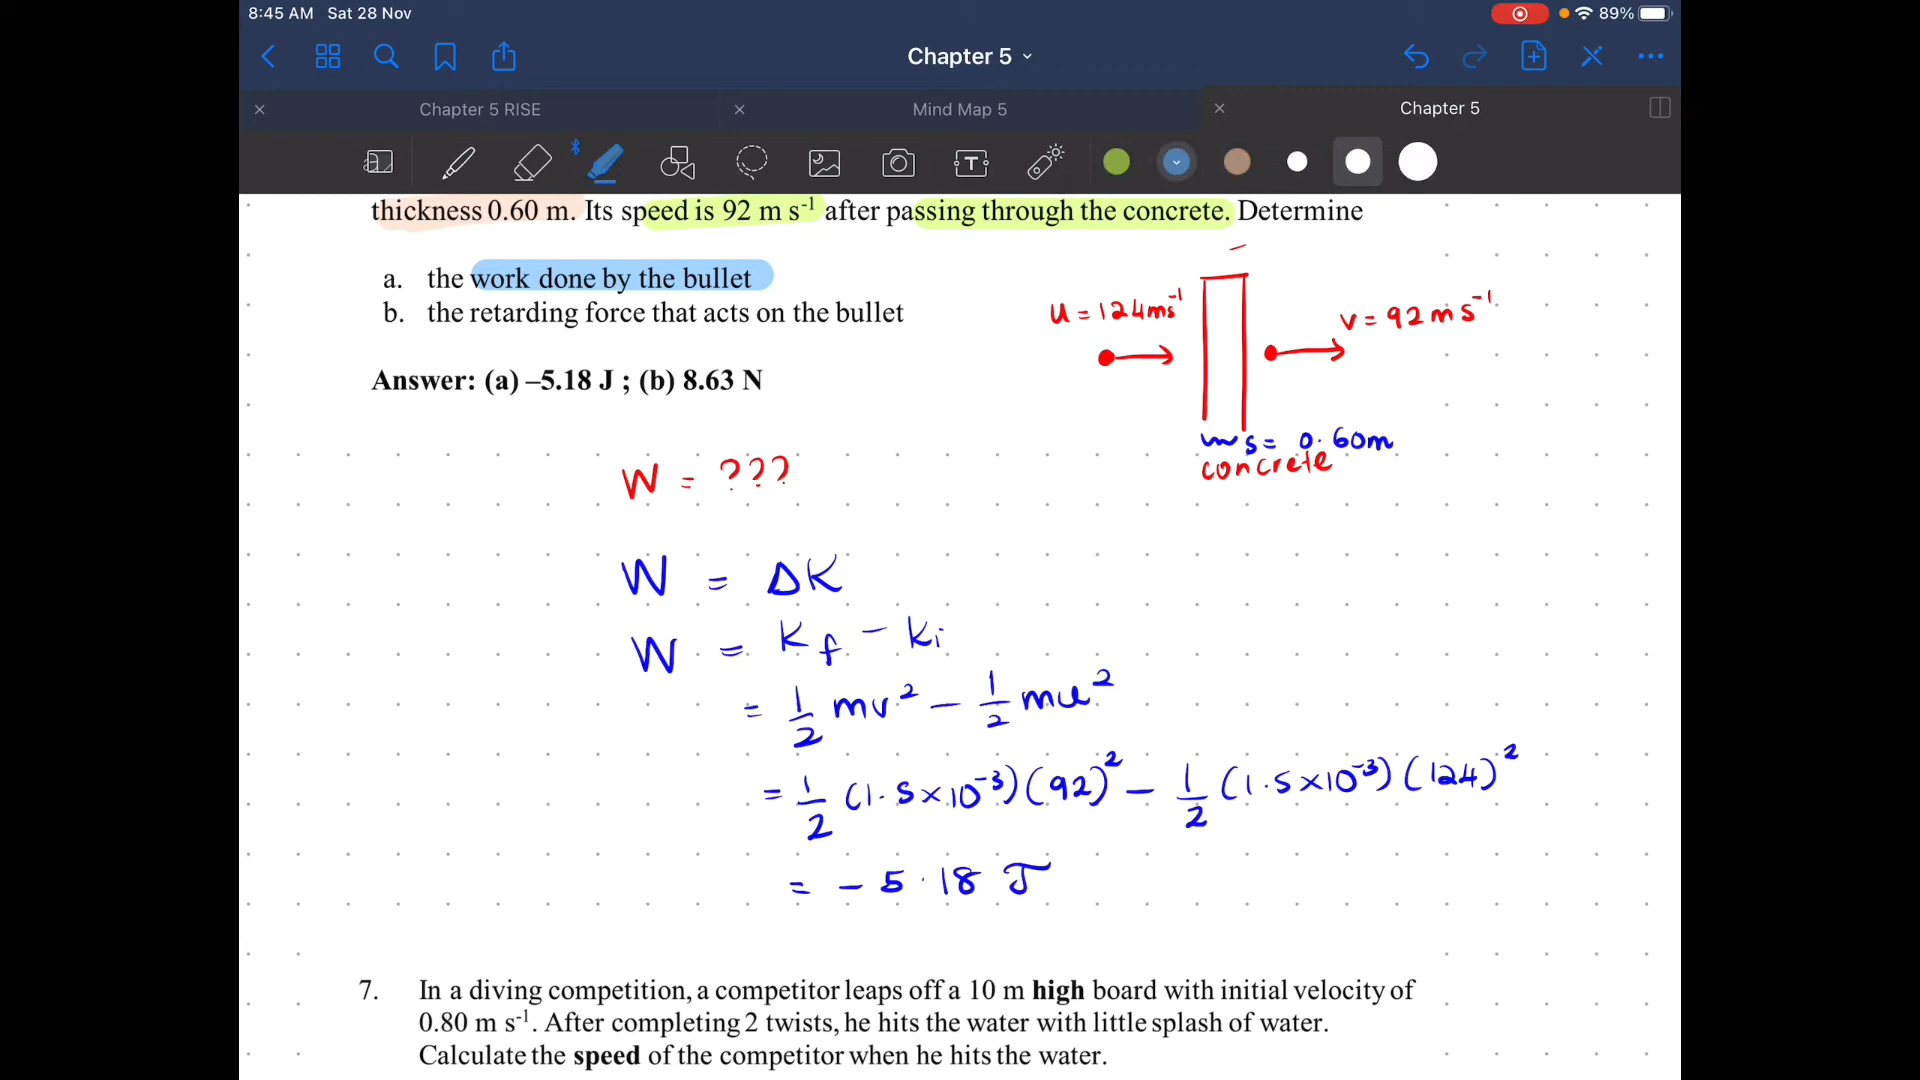 8:45 AM Sat 28 Nov 89%
Chapter 5
Chapter 5 RISE Mind Map 5 Chapter 5
thickness 0.60 m. Its speed is 92 m s⁻¹ after passing through the concrete. Determine
a. the work done by the bullet
b. the retarding force that acts on the bullet
u = 124ms⁻¹
v = 92 m s⁻¹
Answer: (a) –5.18 J ; (b) 8.63 N
s = 0.60m
concrete
W = ???
W = ΔK
W = Kf – Ki
= 1/2 mv² – 1/2 mu²
= 1/2 (1.5×10⁻³)(92)² – 1/2 (1.5×10⁻³)(124)²
= – 5.18 J
7. In a diving competition, a competitor leaps off a 10 m high board with initial velocity of
0.80 m s⁻¹. After completing 2 twists, he hits the water with little splash of water.
Calculate the speed of the competitor when he hits the water.